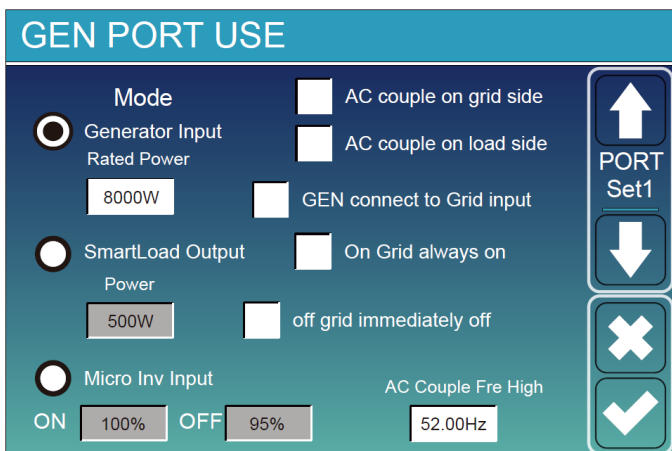 GEN PORT USE
Mode
AC couple on grid side
Generator Input
AC couple on load side
Rated Power
8000W
GEN connect to Grid input
PORT
Set1
SmartLoad Output
On Grid always on
Power
500W
off grid immediately off
Micro Inv Input
AC Couple Fre High
ON 100% OFF 95%
52.00Hz